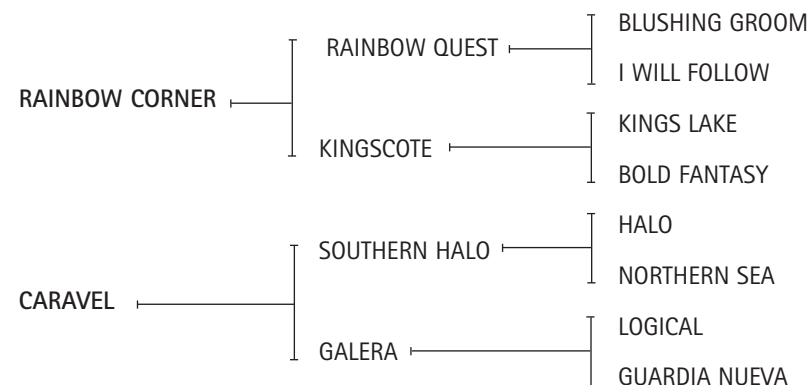 BLUSHING GROOM
RAINBOW QUEST
I WILL FOLLOW
RAINBOW CORNER
KINGS LAKE
KINGSCOTE
BOLD FANTASY
HALO
SOUTHERN HALO
NORTHERN SEA
CARAVEL
LOGICAL
GALERA
GUARDIA NUEVA